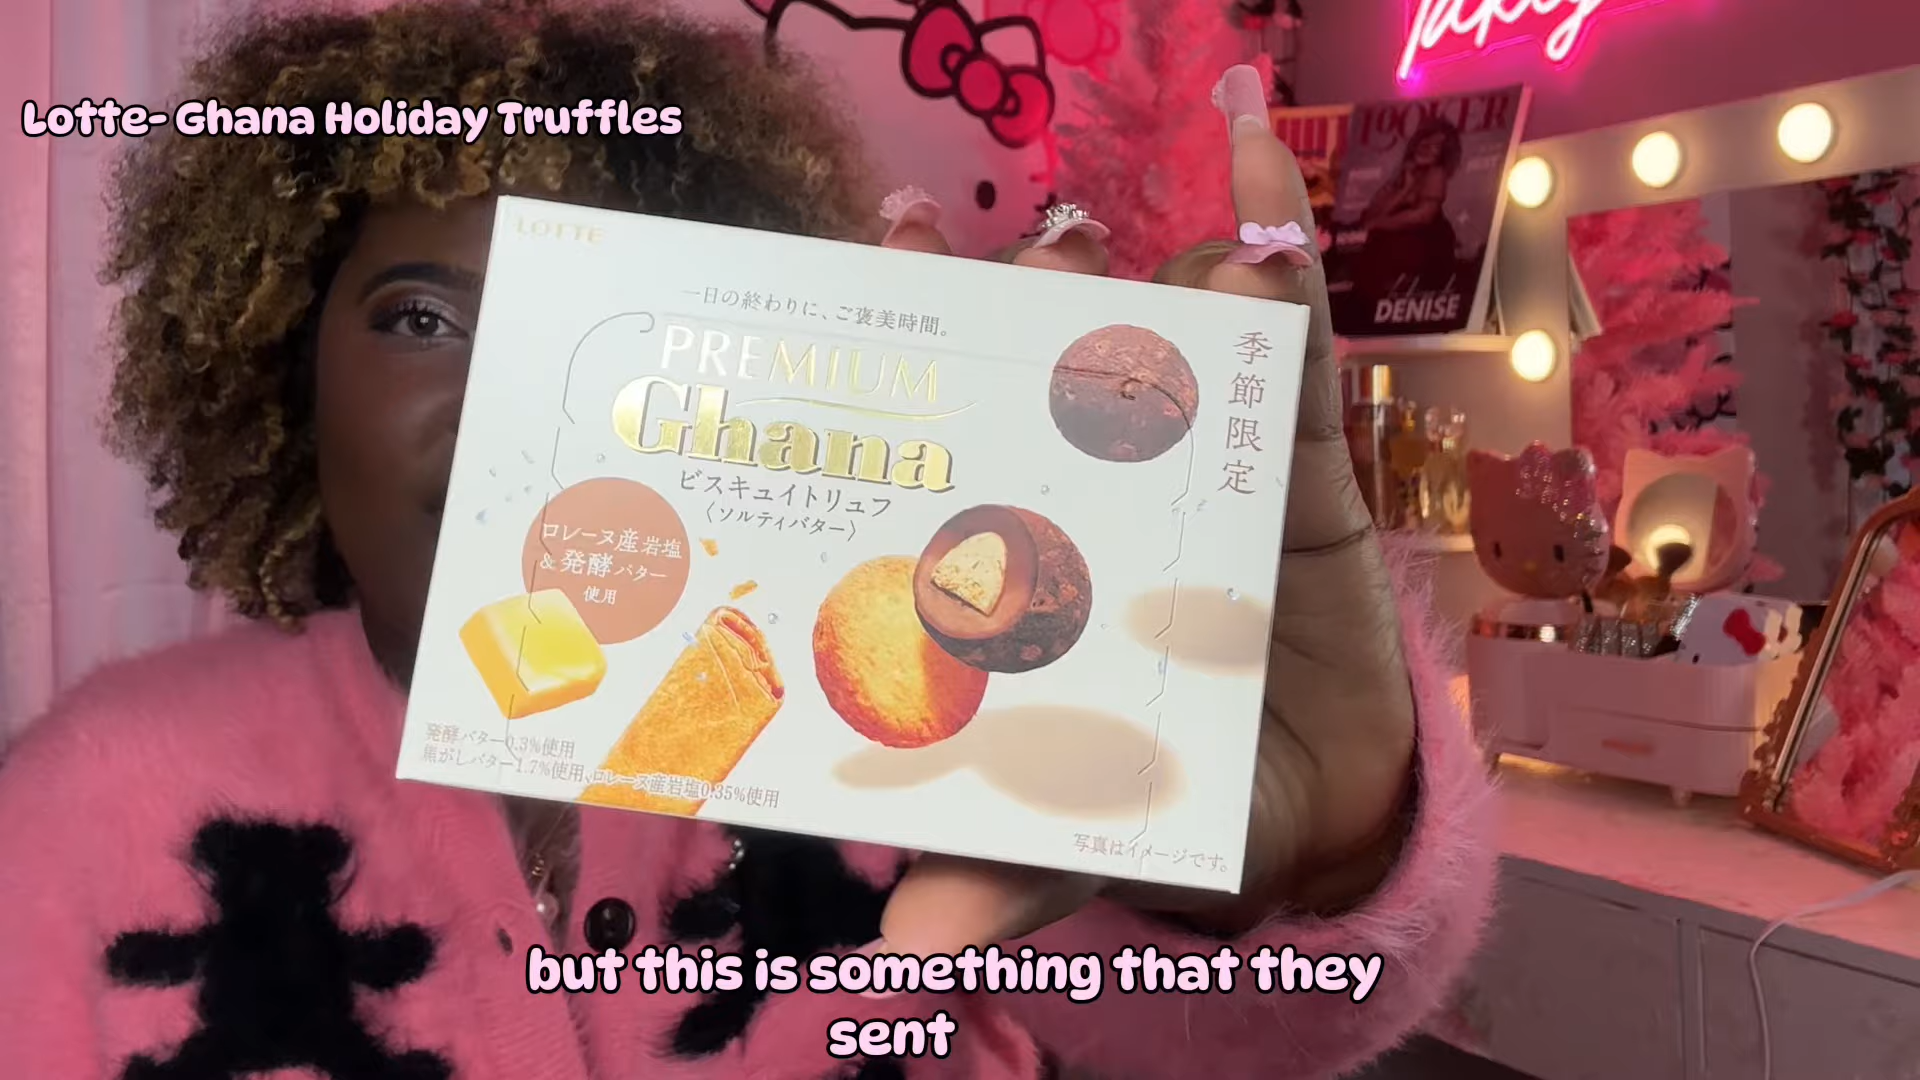 Lotte- Ghana Holiday Truffles
LOTTE
一日の終わりに、ご褒美時間。
PREMIUM
Ghana
ビスキュイトリュフ
〈ソルティバター〉
季節限定
ロレーヌ産岩塩
&発酵バター
使用
発酵バター0.3%使用
焦がしバター1.7%使用、ロレーヌ産岩塩0.35%使用
写真はイメージです。
DENISE
but this is something that they
sent